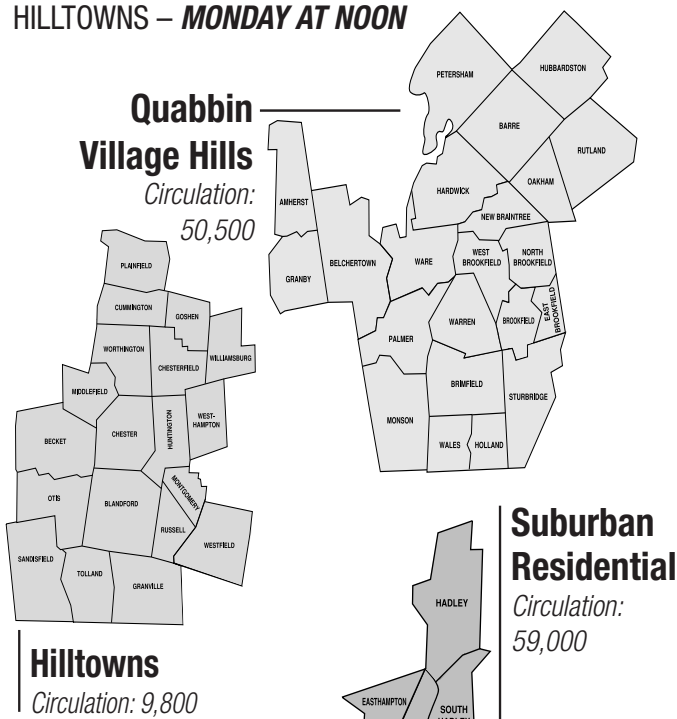 HILLTOWNS – MONDAY AT NOON
Quabbin
Village Hills
Circulation:
50,500
PETERSHAM
HUBBARDSTON
BARRE
RUTLAND
OAKHAM
HARDWICK
NEW BRAINTREE
AMHERST
BELCHERTOWN
GRANBY
WARE
WEST
BROOKFIELD
NORTH
BROOKFIELD
EAST
BROOKFIELD
BROOKFIELD
WARREN
PALMER
BRIMFIELD
STURBRIDGE
MONSON
WALES
HOLLAND
PLAINFIELD
CUMMINGTON
GOSHEN
WORTHINGTON
CHESTERFIELD
WILLIAMSBURG
MIDDLEFIELD
WEST-
HAMPTON
HUNTINGTON
CHESTER
BECKET
MONTGOMERY
OTIS
BLANDFORD
RUSSELL
WESTFIELD
SANDISFIELD
TOLLAND
GRANVILLE
Hilltowns
Circulation: 9,800
Suburban
Residential
Circulation:
59,000
HADLEY
EASTHAMPTON
SOUTH
HADLEY